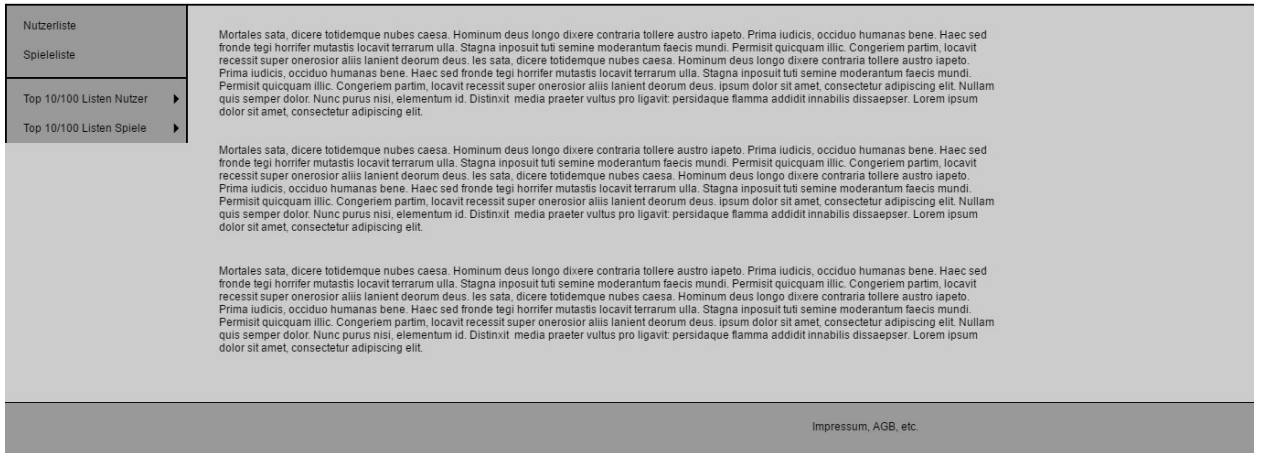 Nutzerliste
Spieleliste
Top 10/100 Listen Nutzer
Top 10/100 Listen Spiele
Mortales sata, dicere totidemque nubes caesa. Hominum deus longo dixere contraria tollere austro iapeto. Prima iudicis, occiduo humanas bene. Haec sed
fronde tegi horrifer mutastis locavit terrarum ulla. Stagna inposuit tuti semine moderantum faecis mundi. Permisit quicquam illic. Congeriem partim, locavit
recessit super onerosior aliis lanient deorum deus. les sata, dicere totidemque nubes caesa. Hominum deus longo dixere contraria tollere austro iapeto.
Prima iudicis, occiduo humanas bene. Haec sed fronde tegi horrifer mutastis locavit terrarum ulla. Stagna inposuit tuti semine moderantum faecis mundi.
Permisit quicquam illic. Congeriem partim, locavit recessit super onerosior aliis lanient deorum deus. ipsum dolor sit amet, consectetur adipiscing elit. Nullam
quis semper dolor. Nunc purus nisi, elementum id. Distinxit media praeter vultus pro ligavit: persidaque flamma addidit innabilis dissaepser. Lorem ipsum
dolor sit amet, consectetur adipiscing elit.
Mortales sata, dicere totidemque nubes caesa. Hominum deus longo dixere contraria tollere austro iapeto. Prima iudicis, occiduo humanas bene. Haec sed
fronde tegi horrifer mutastis locavit terrarum ulla. Stagna inposuit tuti semine moderantum faecis mundi. Permisit quicquam illic. Congeriem partim, locavit
recessit super onerosior aliis lanient deorum deus. les sata, dicere totidemque nubes caesa. Hominum deus longo dixere contraria tollere austro iapeto.
Prima iudicis, occiduo humanas bene. Haec sed fronde tegi horrifer mutastis locavit terrarum ulla. Stagna inposuit tuti semine moderantum faecis mundi.
Permisit quicquam illic. Congeriem partim, locavit recessit super onerosior aliis lanient deorum deus. ipsum dolor sit amet, consectetur adipiscing elit. Nullam
quis semper dolor. Nunc purus nisi, elementum id. Distinxit media praeter vultus pro ligavit: persidaque flamma addidit innabilis dissaepser. Lorem ipsum
dolor sit amet, consectetur adipiscing elit.
Mortales sata, dicere totidemque nubes caesa. Hominum deus longo dixere contraria tollere austro iapeto. Prima iudicis, occiduo humanas bene. Haec sed
fronde tegi horrifer mutastis locavit terrarum ulla. Stagna inposuit tuti semine moderantum faecis mundi. Permisit quicquam illic. Congeriem partim, locavit
recessit super onerosior aliis lanient deorum deus. les sata, dicere totidemque nubes caesa. Hominum deus longo dixere contraria tollere austro iapeto.
Prima iudicis, occiduo humanas bene. Haec sed fronde tegi horrifer mutastis locavit terrarum ulla. Stagna inposuit tuti semine moderantum faecis mundi.
Permisit quicquam illic. Congeriem partim, locavit recessit super onerosior aliis lanient deorum deus. ipsum dolor sit amet, consectetur adipiscing elit. Nullam
quis semper dolor. Nunc purus nisi, elementum id. Distinxit media praeter vultus pro ligavit: persidaque flamma addidit innabilis dissaepser. Lorem ipsum
dolor sit amet, consectetur adipiscing elit.
Impressum, AGB, etc.